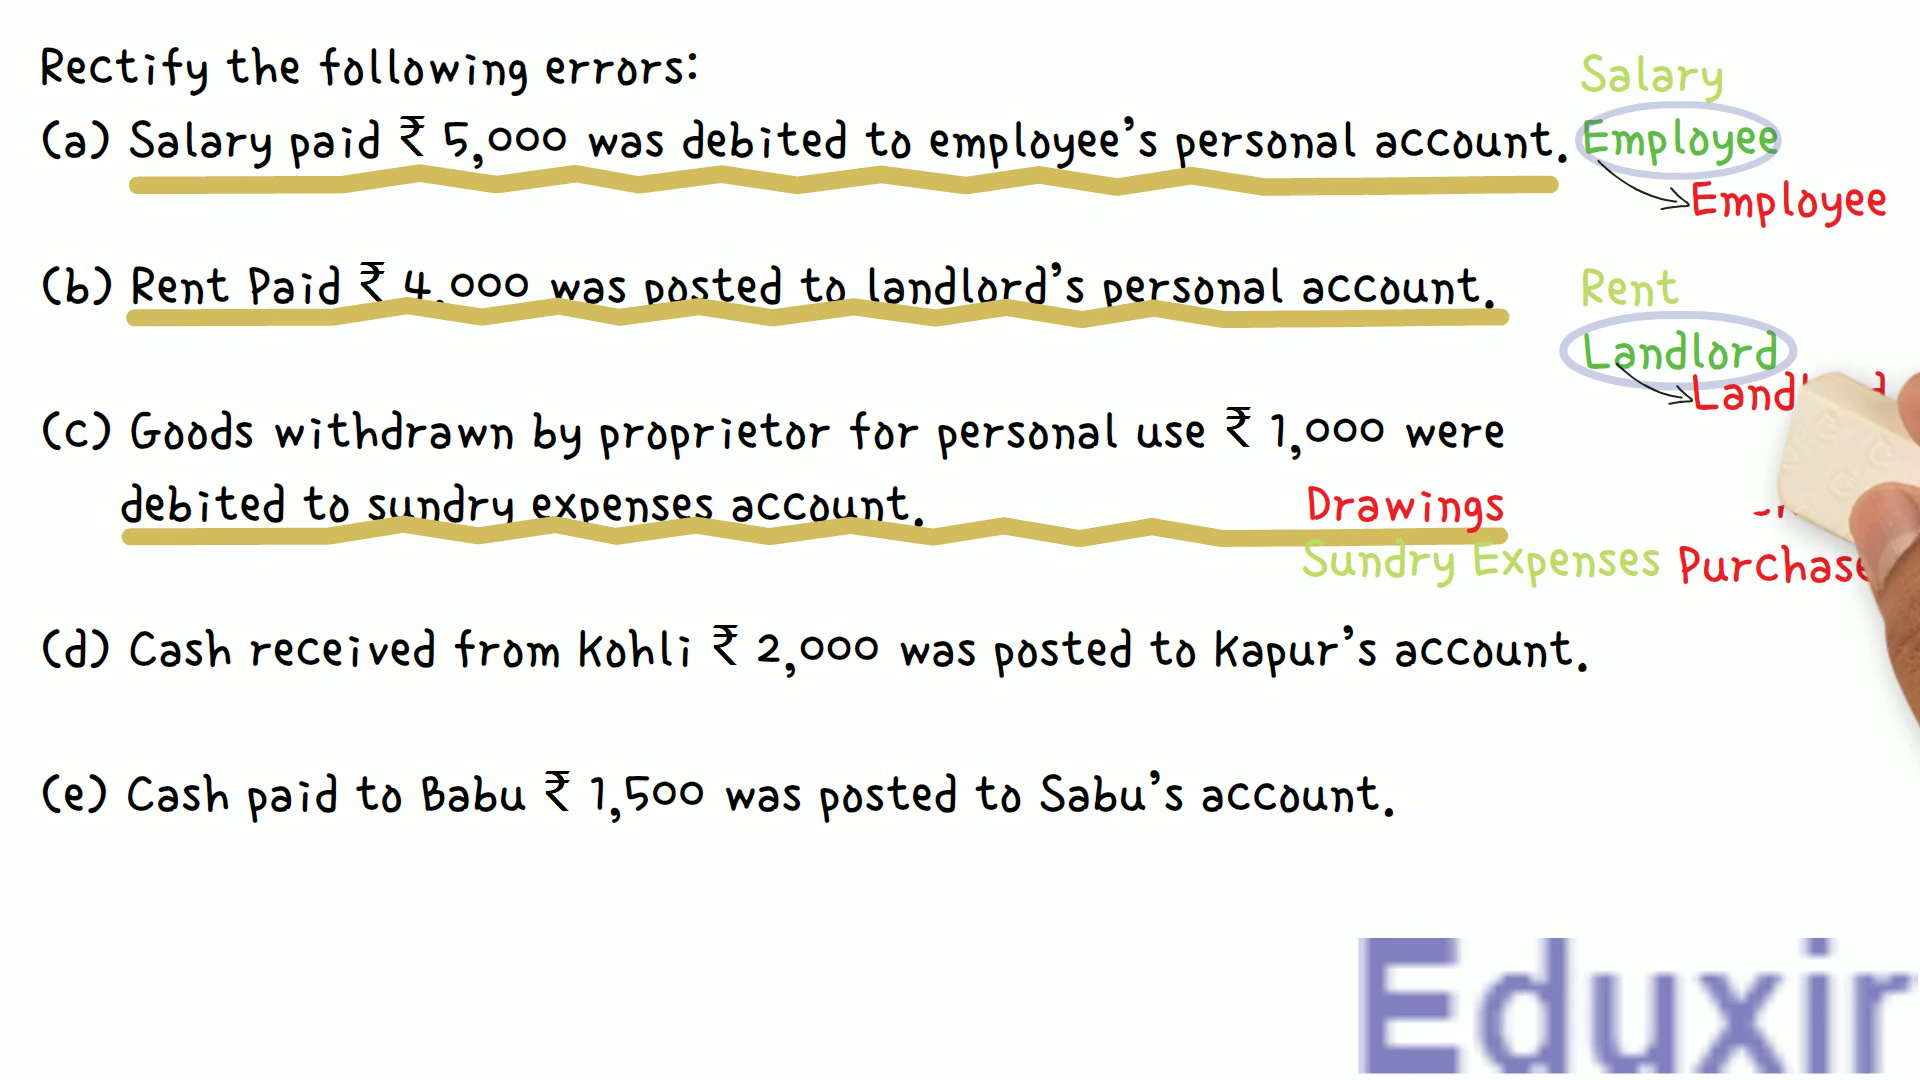 Rectify the following errors:
Salary
(a) Salary paid ₹ 5,000 was debited to employee's personal account.
Employee
Employee
(b) Rent Paid ₹ 4,000 was posted to landlord's personal account.
Rent
Landlord
(c) Goods withdrawn by proprietor for personal use ₹ 1,000 were
debited to sundry expenses account.
Drawings
Sundry Expenses
(d) Cash received from Kohli ₹ 2,000 was posted to Kapur's account.
(e) Cash paid to Babu ₹ 1,500 was posted to Sabu's account.